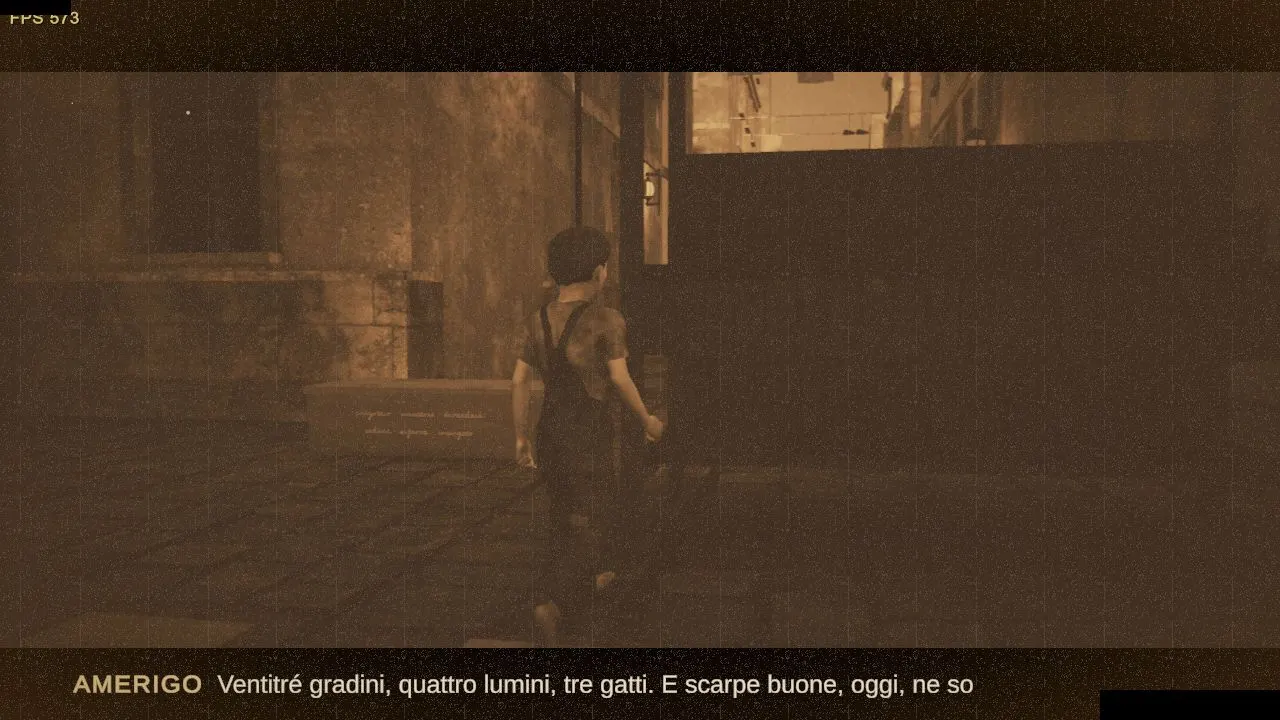 FPS 573
AMERIGO Ventitré gradini, quattro lumini, tre gatti. E scarpe buone, oggi, ne so